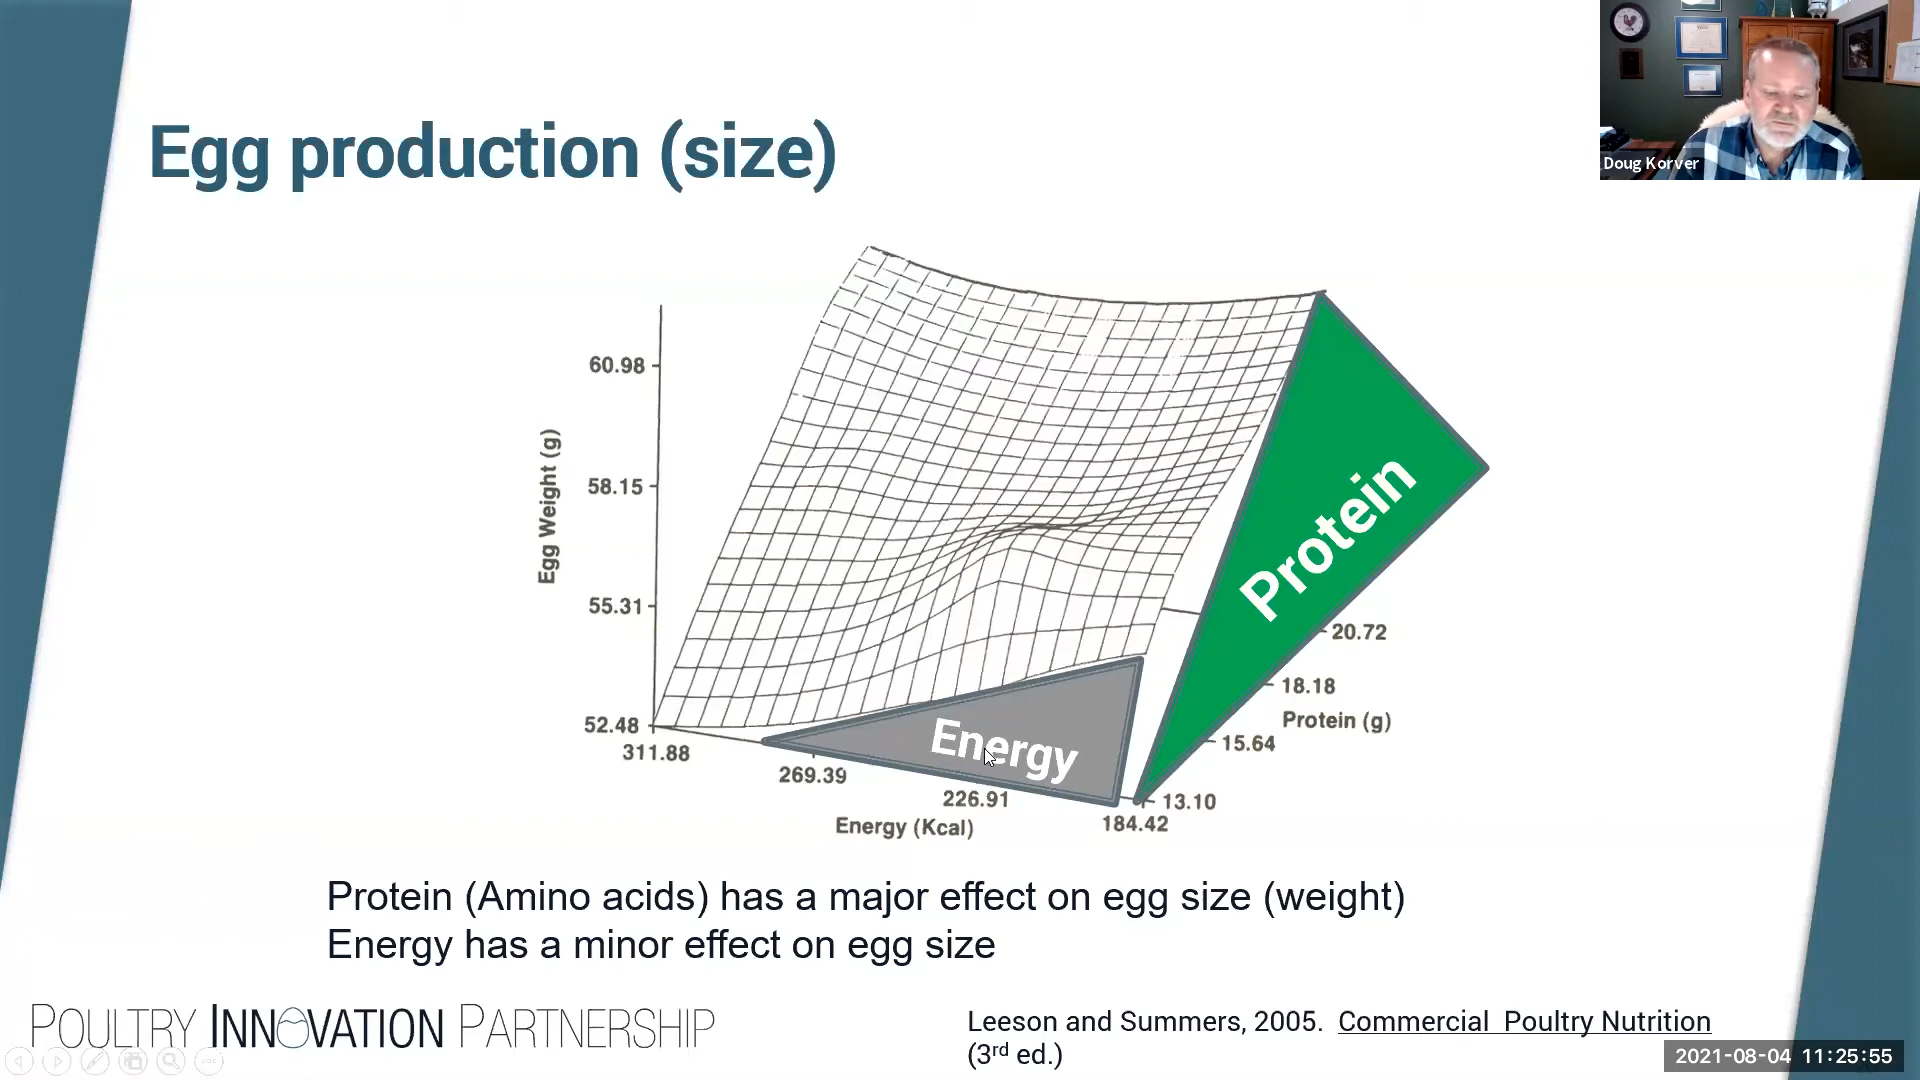 Doug Korver
Egg production (size)
Egg Weight (g)
60.98
58.15
55.31
52.48
311.88
269.39
226.91
184.42
Energy (Kcal)
13.10
15.64
18.18
20.72
Protein (g)
Protein
Energy
Protein (Amino acids) has a major effect on egg size (weight)
Energy has a minor effect on egg size
POULTRY INNOVATION PARTNERSHIP
Leeson and Summers, 2005. Commercial Poultry Nutrition
(3rd ed.)
2021-08-04 11:25:55